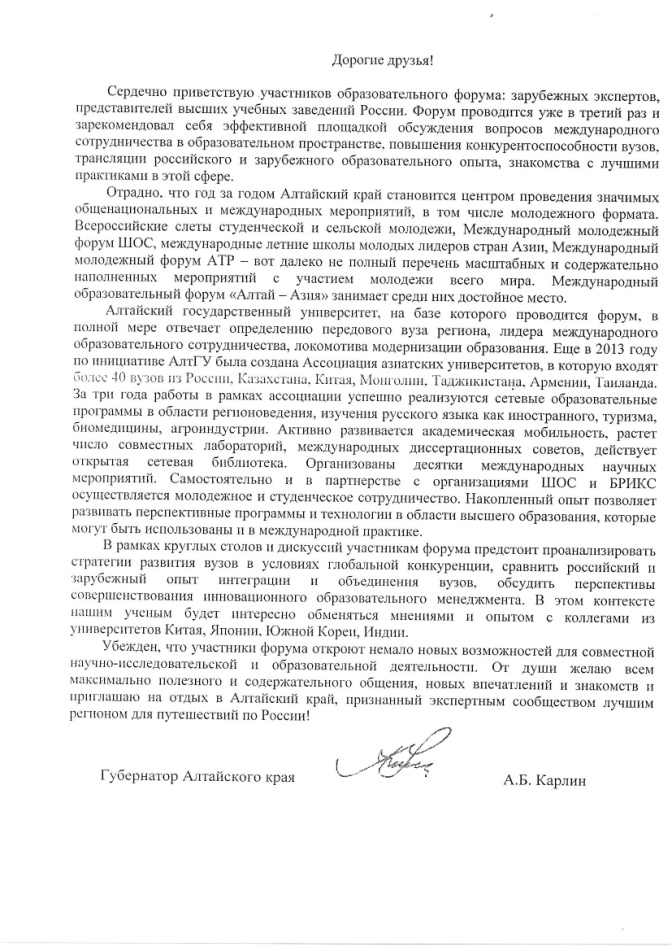 Дорогие друзья!
Сердечно приветствую участников образовательного форума: зарубежных экспертов,
представителей высших учебных заведений России. Форум проводится уже в третий раз и
зарекомендовал себя эффективной площадкой обсуждения вопросов международного
сотрудничества в образовательном пространстве, повышения конкурентоспособности вузов,
трансляции российского и зарубежного образовательного опыта, знакомства с лучшими
практиками в этой сфере.
Отрадно, что год за годом Алтайский край становится центром проведения значимых
общенациональных и международных мероприятий, в том числе молодежного формата.
Всероссийские слеты студенческой и сельской молодежи, Международный молодежный
форум ШОС, международные летние школы молодых лидеров стран Азии, Международный
молодежный форум АТР – вот далеко не полный перечень масштабных и содержательно
наполненных мероприятий с участием молодежи всего мира. Международный
образовательный форум «Алтай – Азия» занимает среди них достойное место.
Алтайский государственный университет, на базе которого проводится форум, в
полной мере отвечает определению передового вуза региона, лидера международного
образовательного сотрудничества, локомотива модернизации образования. Еще в 2013 году
по инициативе АлтГУ была создана Ассоциация азиатских университетов, в которую входят
более 40 вузов из России, Казахстана, Китая, Монголии, Таджикистана, Армении, Таиланда.
За три года работы в рамках ассоциации успешно реализуются сетевые образовательные
программы в области регионоведения, изучения русского языка как иностранного, туризма,
биомедицины, агроиндустрии. Активно развивается академическая мобильность, растет
число совместных лабораторий, международных диссертационных советов, действует
открытая сетевая библиотека. Организованы десятки международных научных
мероприятий. Самостоятельно и в партнерстве с организациями ШОС и БРИКС
осуществляется молодежное и студенческое сотрудничество. Накопленный опыт позволяет
развивать перспективные программы и технологии в области высшего образования, которые
могут быть использованы и в международной практике.
В рамках круглых столов и дискуссий участникам форума предстоит проанализировать
стратегии развития вузов в условиях глобальной конкуренции, сравнить российский и
зарубежный опыт интеграции и объединения вузов, обсудить перспективы
совершенствования инновационного образовательного менеджмента. В этом контексте
нашим ученым будет интересно обменяться мнениями и опытом с коллегами из
университетов Китая, Японии, Южной Кореи, Индии.
Убежден, что участники форума откроют немало новых возможностей для совместной
научно-исследовательской и образовательной деятельности. От души желаю всем
максимально полезного и содержательного общения, новых впечатлений и знакомств и
приглашаю на отдых в Алтайский край, признанный экспертным сообществом лучшим
регионом для путешествий по России!
Губернатор Алтайского края
А.Б. Карлин